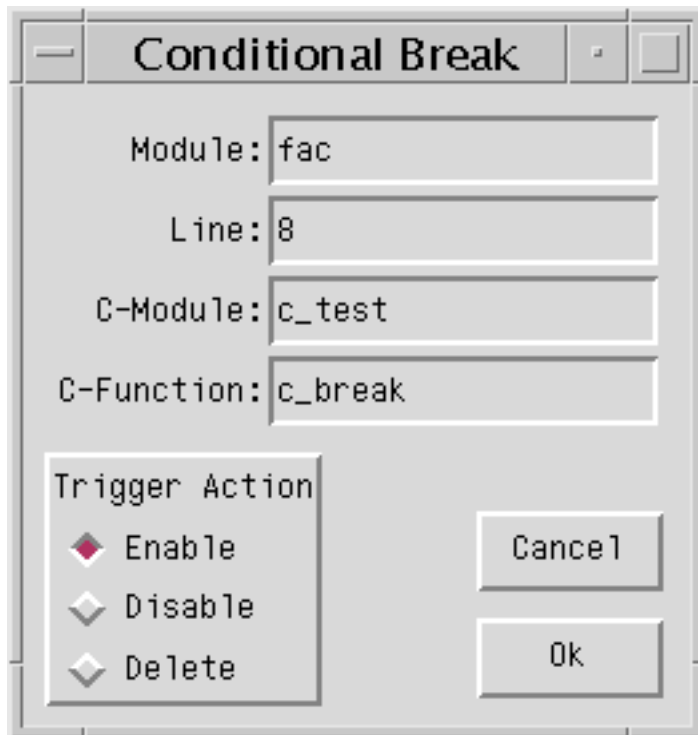 Conditional Break
Module: fac
Line: 8
C-Module: c_test
C-Function: c_break
Trigger Action
Enable
Disable
Delete
Cancel
Ok